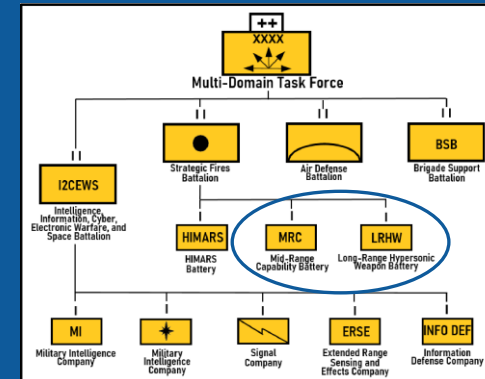 ++
XXXX
Multi-Domain Task Force
II
II
II
II
I2CEWS
Intelligence,
Information, Cyber,
Electronic Warfare, and
Space Battalion
Strategic Fires
Battalion
Air Defense
Battalion
BSB
Brigade Support
Battalion
HIMARS
HIMARS
Battery
MRC
Mid-Range
Capability Battery
LRHW
Long-Range Hypersonic
Weapon Battery
MI
Military Intelligence
Company
Military
Intelligence
Company
Signal
Company
ERSE
Extended Range
Sensing and
Effects Company
INFO DEF
Information
Defense Company